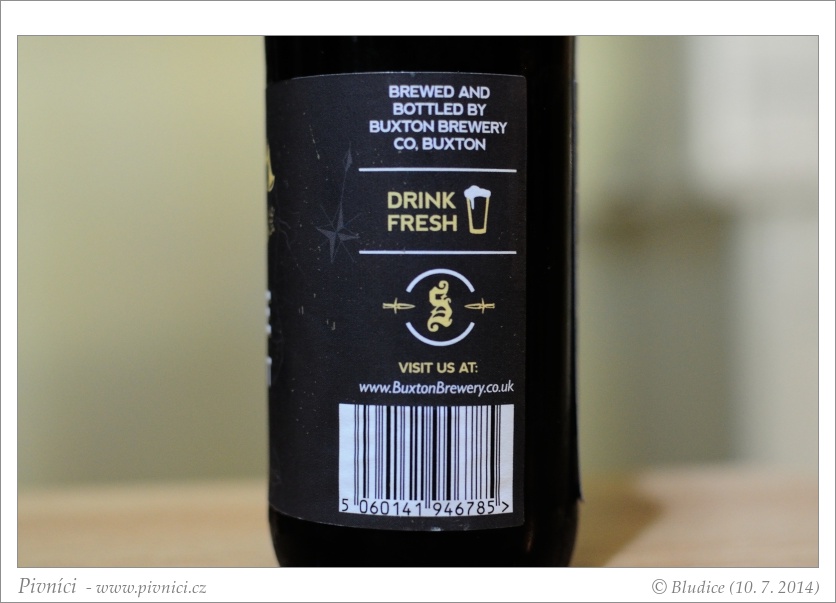 BREWED AND
BOTTLED BY
BUXTON BREWERY
CO, BUXTON
DRINK
FRESH
S
VISIT US AT:
www.BuxtonBrewery.co.uk
5 060141 946785 >
Pivníci - www.pivnici.cz
© Bludice (10. 7. 2014)